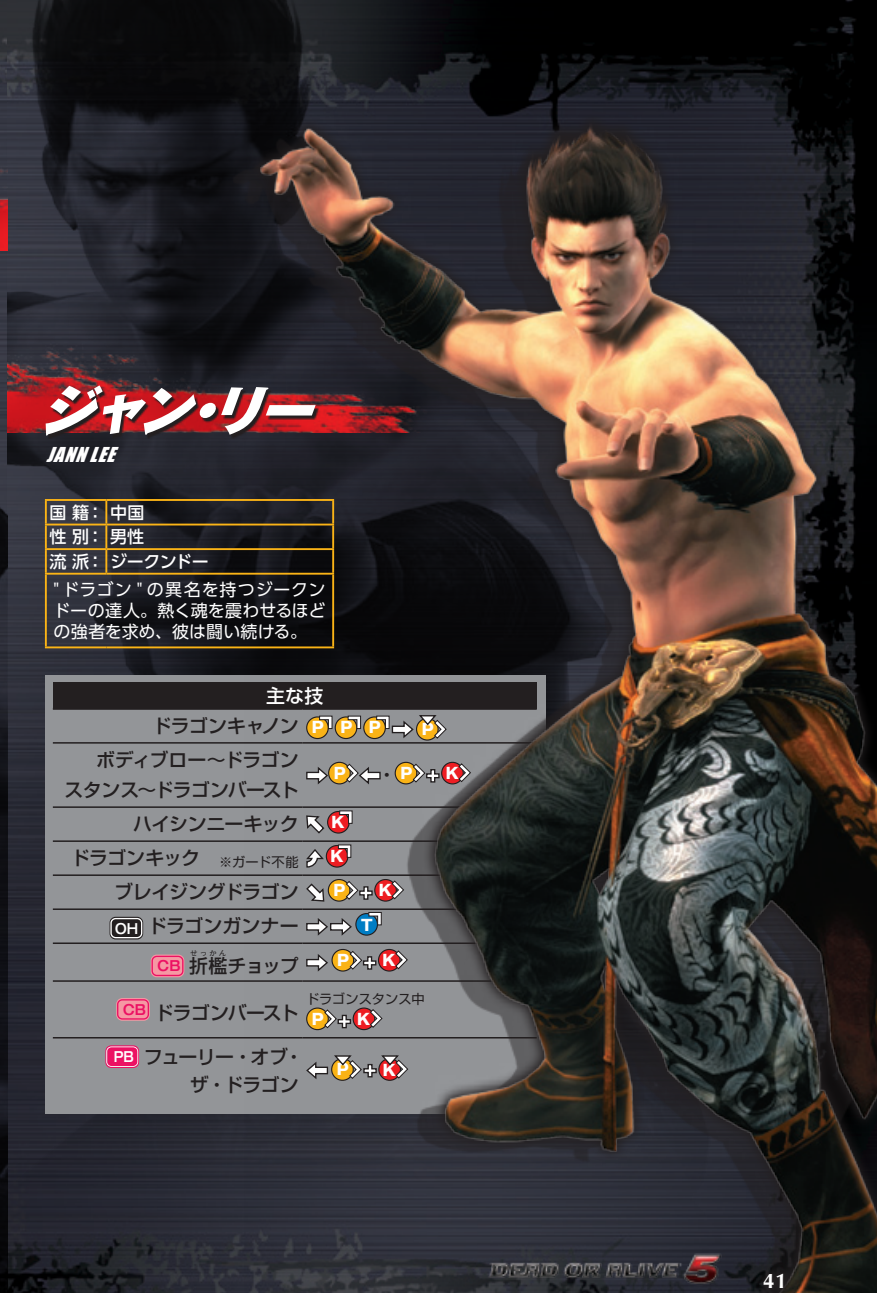 ジャン・リー
JANN LEE
国 籍： 中国
性 別： 男性
流 派： ジークンドー
"ドラゴン"の異名を持つジークン
ドーの達人。熱く魂を震わせるほど
の強者を求め、彼は闘い続ける。
主な技
ドラゴンキャノン P P P ➡ P
ボディブロー～ドラゴン
スタンス～ドラゴンバースト ➡ P ⬅ ・ P + K
ハイシンニーキック ↖ K
ドラゴンキック ※ガード不能 K
ブレイジングドラゴン ↘ P + K
OH ドラゴンガンナー ➡ ➡ T
せっかん
CB 折檻チョップ ➡ P + K
ドラゴンスタンス中
CB ドラゴンバースト P + K
PB フューリー・オブ・
ザ・ドラゴン ⬅ P + K
DEAD OR ALIVE 5
41